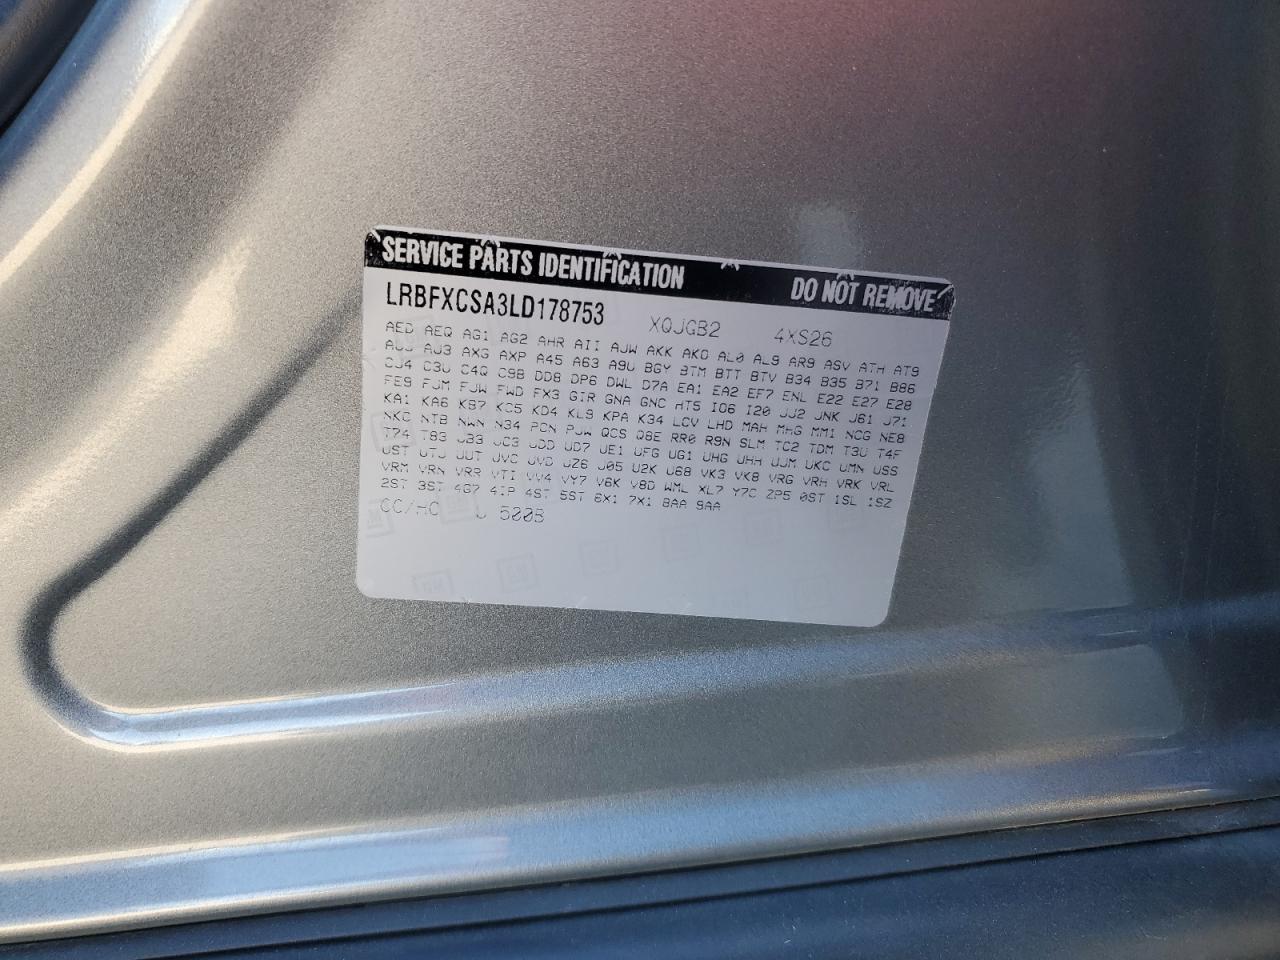 SERVICE PARTS IDENTIFICATION DO NOT REMOVE
LRBFXCSA3LD178753 XQJGB2 4XS26
AED AEQ AG1 AG2 AHR AII AJW AKK AKO AL0 AL9 AR9 ASV ATH AT9
AUS AU3 AXG AXP A45 A63 A9U BGY BTM BTT BTV B34 B35 B71 B86
CJ4 C3U C4Q C9B DD8 DP6 DWL D7A EA1 EA2 EF7 ENL E22 E27 E28
FE9 FJM FJW FWD FX3 GIR GNA GNC HT5 IO6 I20 JJ2 JNK J61 J71
KA1 KA6 KB7 KC5 KD4 KL9 KPA K34 LCV LHD MAH MHG MM1 NCG NE8
NKC NTB NWN N34 PCN PJW QCS Q8E RR0 R9N SLM TC2 TDM T3U T4F
T74 T83 UC3 UDD UD7 UE1 UFG UG1 UHG UHH UJM UKC UMN USS
UST UTJ UUT UVC UVD UZ6 U05 U2K U68 VK3 VK8 VRG VRH VRK VRL
VRM VRN VRR VTI VV4 VY7 V6K V8D WML XL7 Y7C ZP5 0ST 1SL 1SZ
2ST 3ST 4G7 4IP 4ST 5ST 6X1 7X1 8AA 9AA